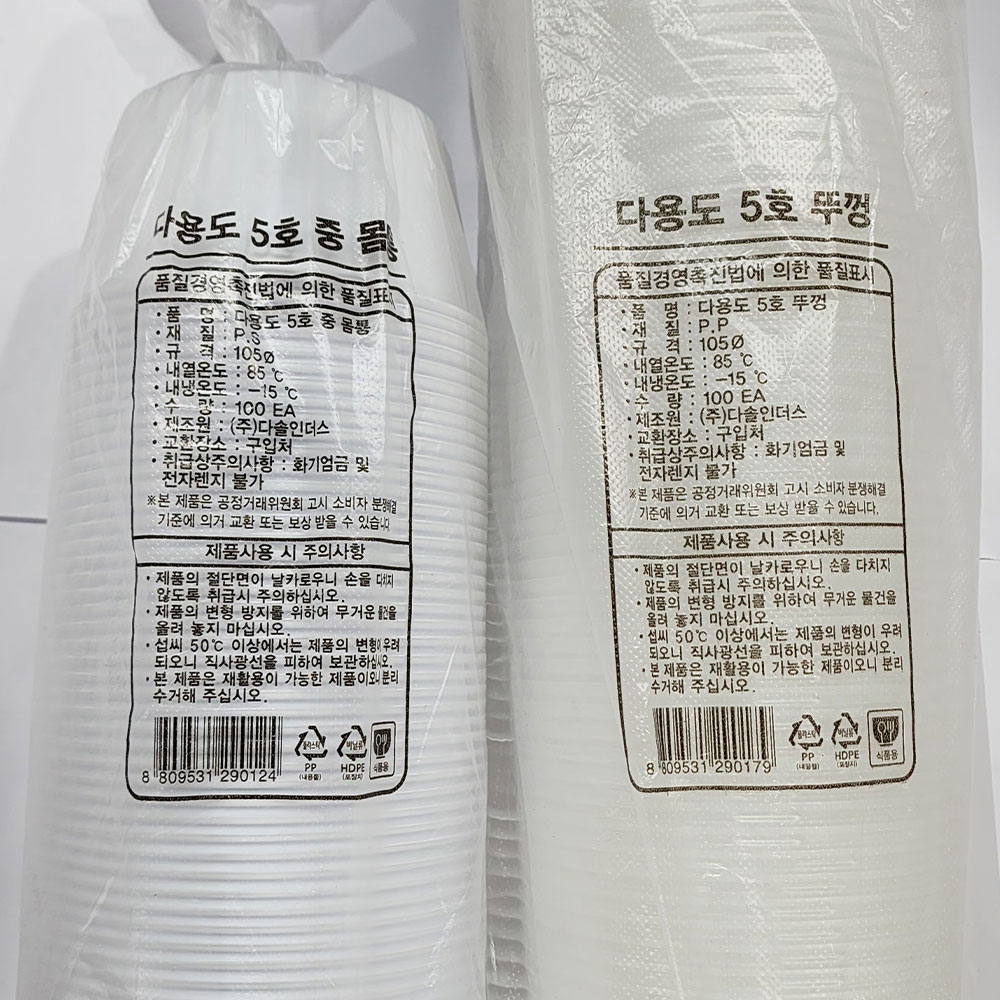 다용도 5호 중 몸통
품질경영촉진법에 의한 품질표시
· 품 명 : 다용도 5호 중 몸통
· 재 질 : P.S
· 규 격 : 105Ø
· 내열온도 : 85 ℃
· 내냉온도 : -15 ℃
· 수 량 : 100 EA
· 제조원 : (주)다솔인더스
· 교환장소 : 구입처
· 취급상주의사항 : 화기엄금 및
전자렌지 불가
※본 제품은 공정거래위원회 고시 소비자 분쟁해결
기준에 의거 교환 또는 보상 받을 수 있습니다
제품사용 시 주의사항
· 제품의 절단면이 날카로우니 손을 다치지
않도록 취급시 주의하십시오.
· 제품의 변형 방지를 위하여 무거운 물건을
올려 놓지 마십시오.
· 섭씨 50℃ 이상에서는 제품의 변형이 우려
되오니 직사광선을 피하여 보관하십시오.
· 본 제품은 재활용이 가능한 제품이오니 분리
수거해 주십시오.
8 809531 290124
플라스틱
PP
(내용물)
비닐류
HDPE
(포장지)
식품용
다용도 5호 뚜껑
품질경영촉진법에 의한 품질표시
· 품 명 : 다용도 5호 뚜껑
· 재 질 : P.P
· 규 격 : 105Ø
· 내열온도 : 85 ℃
· 내냉온도 : -15 ℃
· 수 량 : 100 EA
· 제조원 : (주)다솔인더스
· 교환장소 : 구입처
· 취급상주의사항 : 화기엄금 및
전자렌지 불가
※본 제품은 공정거래위원회 고시 소비자 분쟁해결
기준에 의거 교환 또는 보상 받을 수 있습니다.
제품사용 시 주의사항
· 제품의 절단면이 날카로우니 손을 다치지
않도록 취급시 주의하십시오.
· 제품의 변형 방지를 위하여 무거운 물건을
올려 놓지 마십시오.
· 섭씨 50℃ 이상에서는 제품의 변형이 우려
되오니 직사광선을 피하여 보관하십시오.
· 본 제품은 재활용이 가능한 제품이오니 분리
수거해 주십시오.
8 809531 290179
플라스틱
PP
(내용물)
비닐류
HDPE
(포장지)
식품용